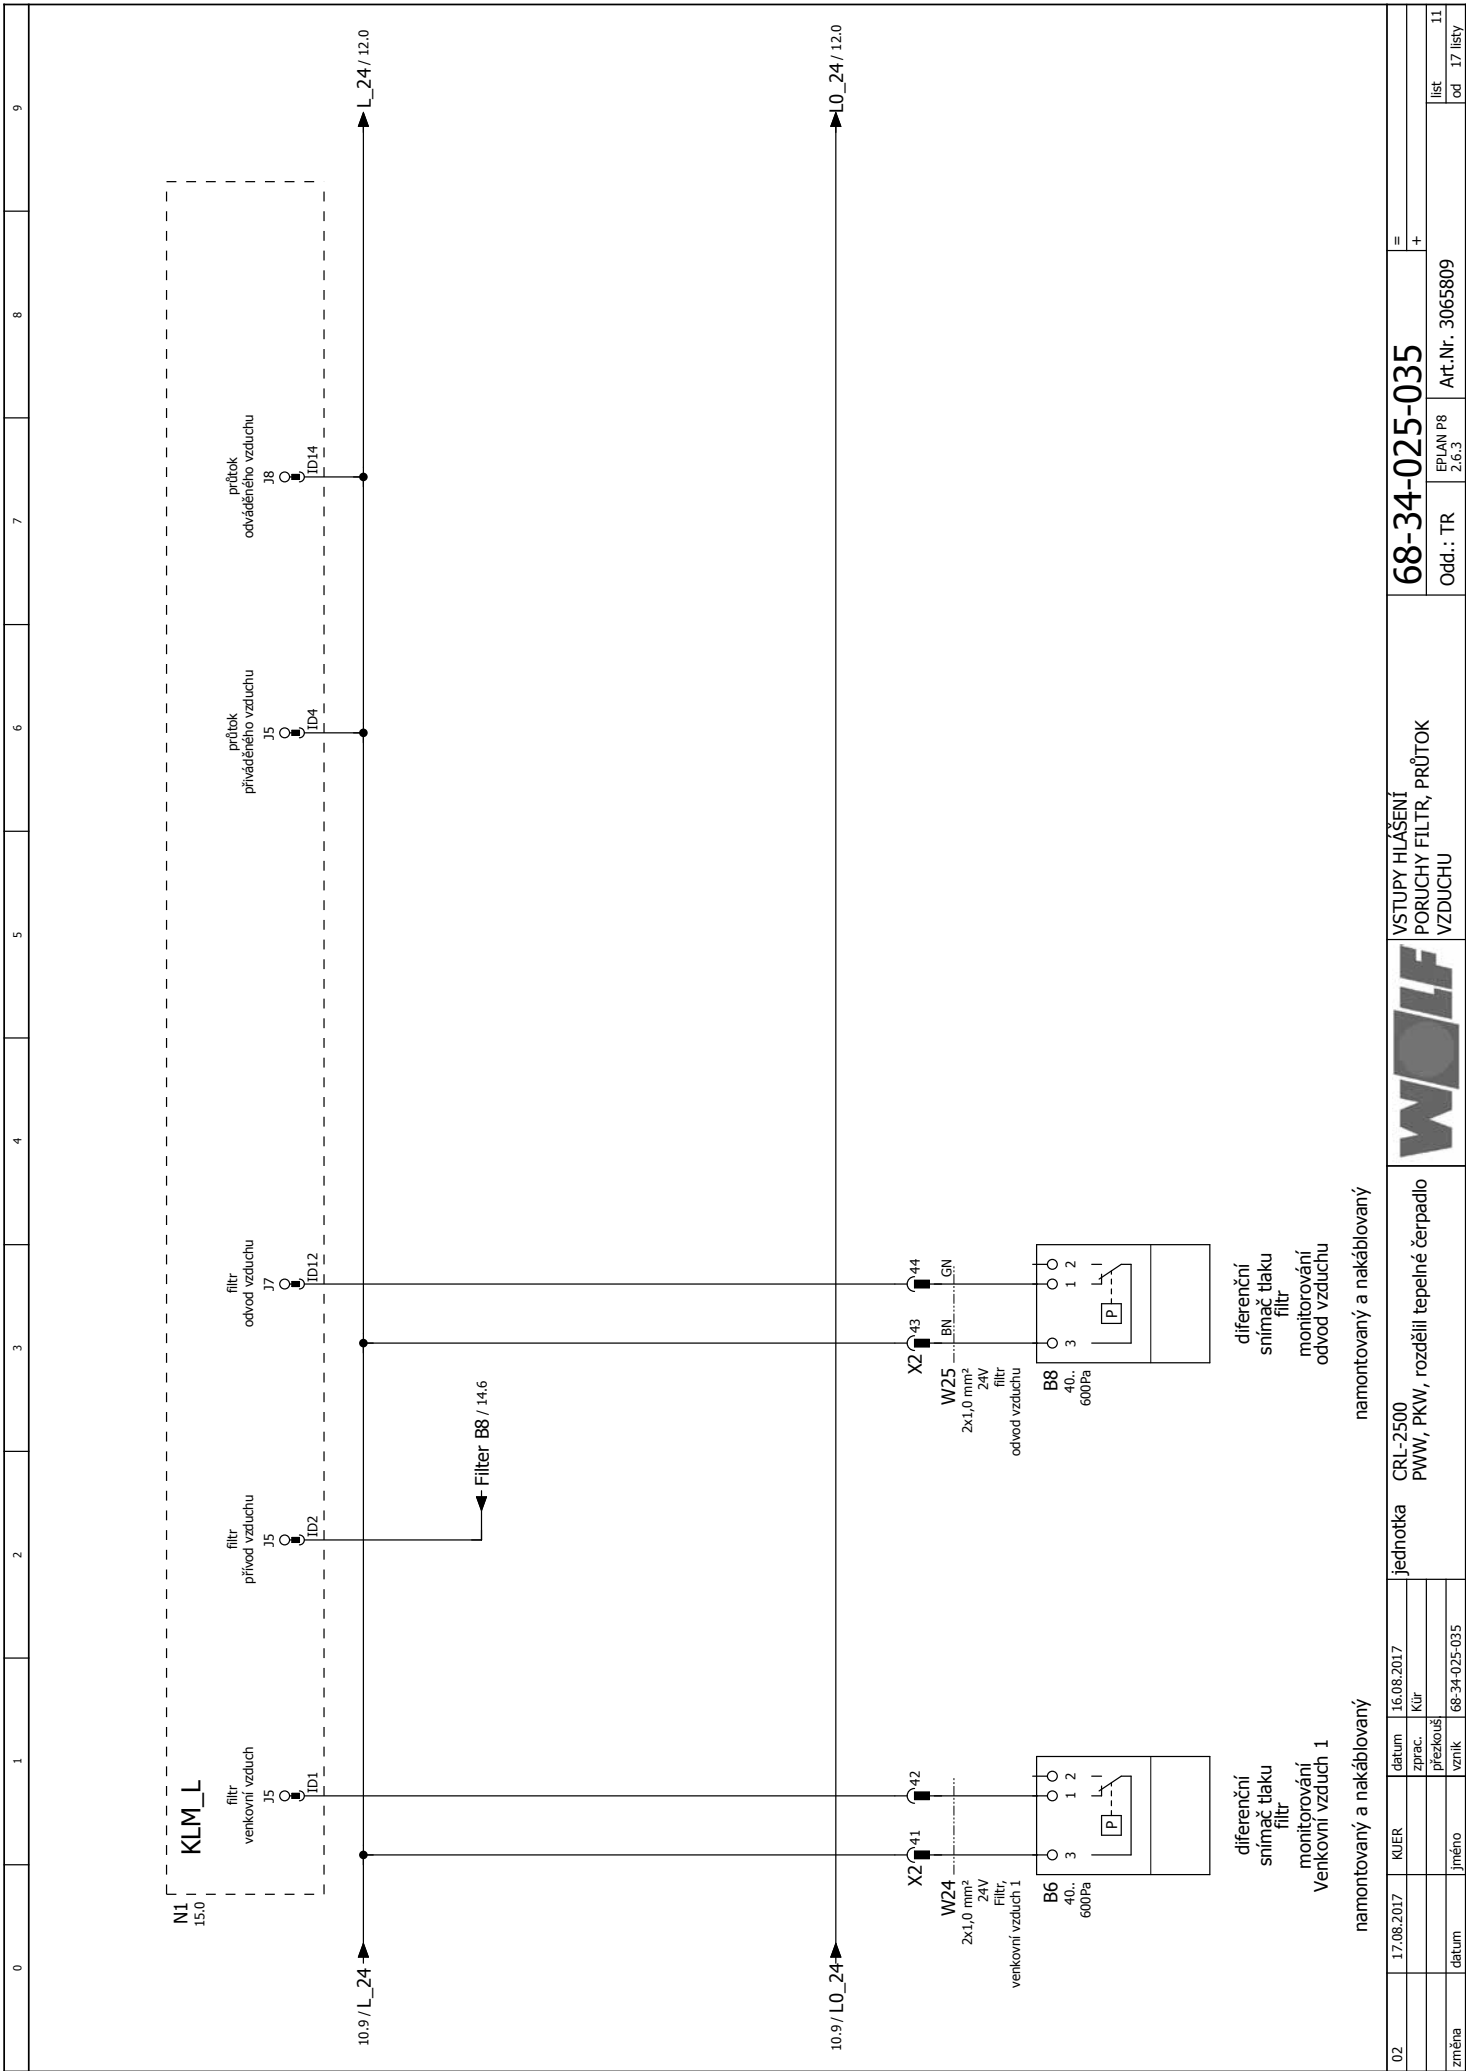 0 1 2 3 4 5 6 7 8 9
N1
15.0
KLM_L
filtr
venkovní vzduch
J5
ID1
filtr
přívod vzduchu
J5
ID2
filtr
odvod vzduchu
J7
ID12
průtok
přiváděného vzduchu
J5
ID4
průtok
odváděného vzduchu
J8
ID14
10.9 / L_24
L_24 / 12.0
Filter B8 / 14.6
10.9 / L0_24
L0_24 / 12.0
X2 41 42
W24
2x1,0 mm²
24V
Filtr,
venkovní vzduch 1
B6
40..
600Pa
3 1 2
P
diferenční
snímač tlaku
filtr
monitorování
Venkovní vzduch 1
namontovaný a nakáblovaný
X2 43 44
BN GN
W25
2x1,0 mm²
24V
filtr
odvod vzduchu
B8
40..
600Pa
3 1 2
P
diferenční
snímač tlaku
filtr
monitorování
odvod vzduchu
namontovaný a nakáblovaný
02 17.08.2017 KUER
změna datum jméno
datum 16.08.2017
zprac. Kür
přezkouš.
vznik 68-34-025-035
jednotka CRL-2500
PWW, PKW, rozdělil tepelné čerpadlo
WOLF
VSTUPY HLÁŠENÍ
PORUCHY FILTR, PRŮTOK
VZDUCHU
68-34-025-035
=
+
Odd.: TR
EPLAN P8
2.6.3
Art.Nr. 3065809
list 11
od 17 listy